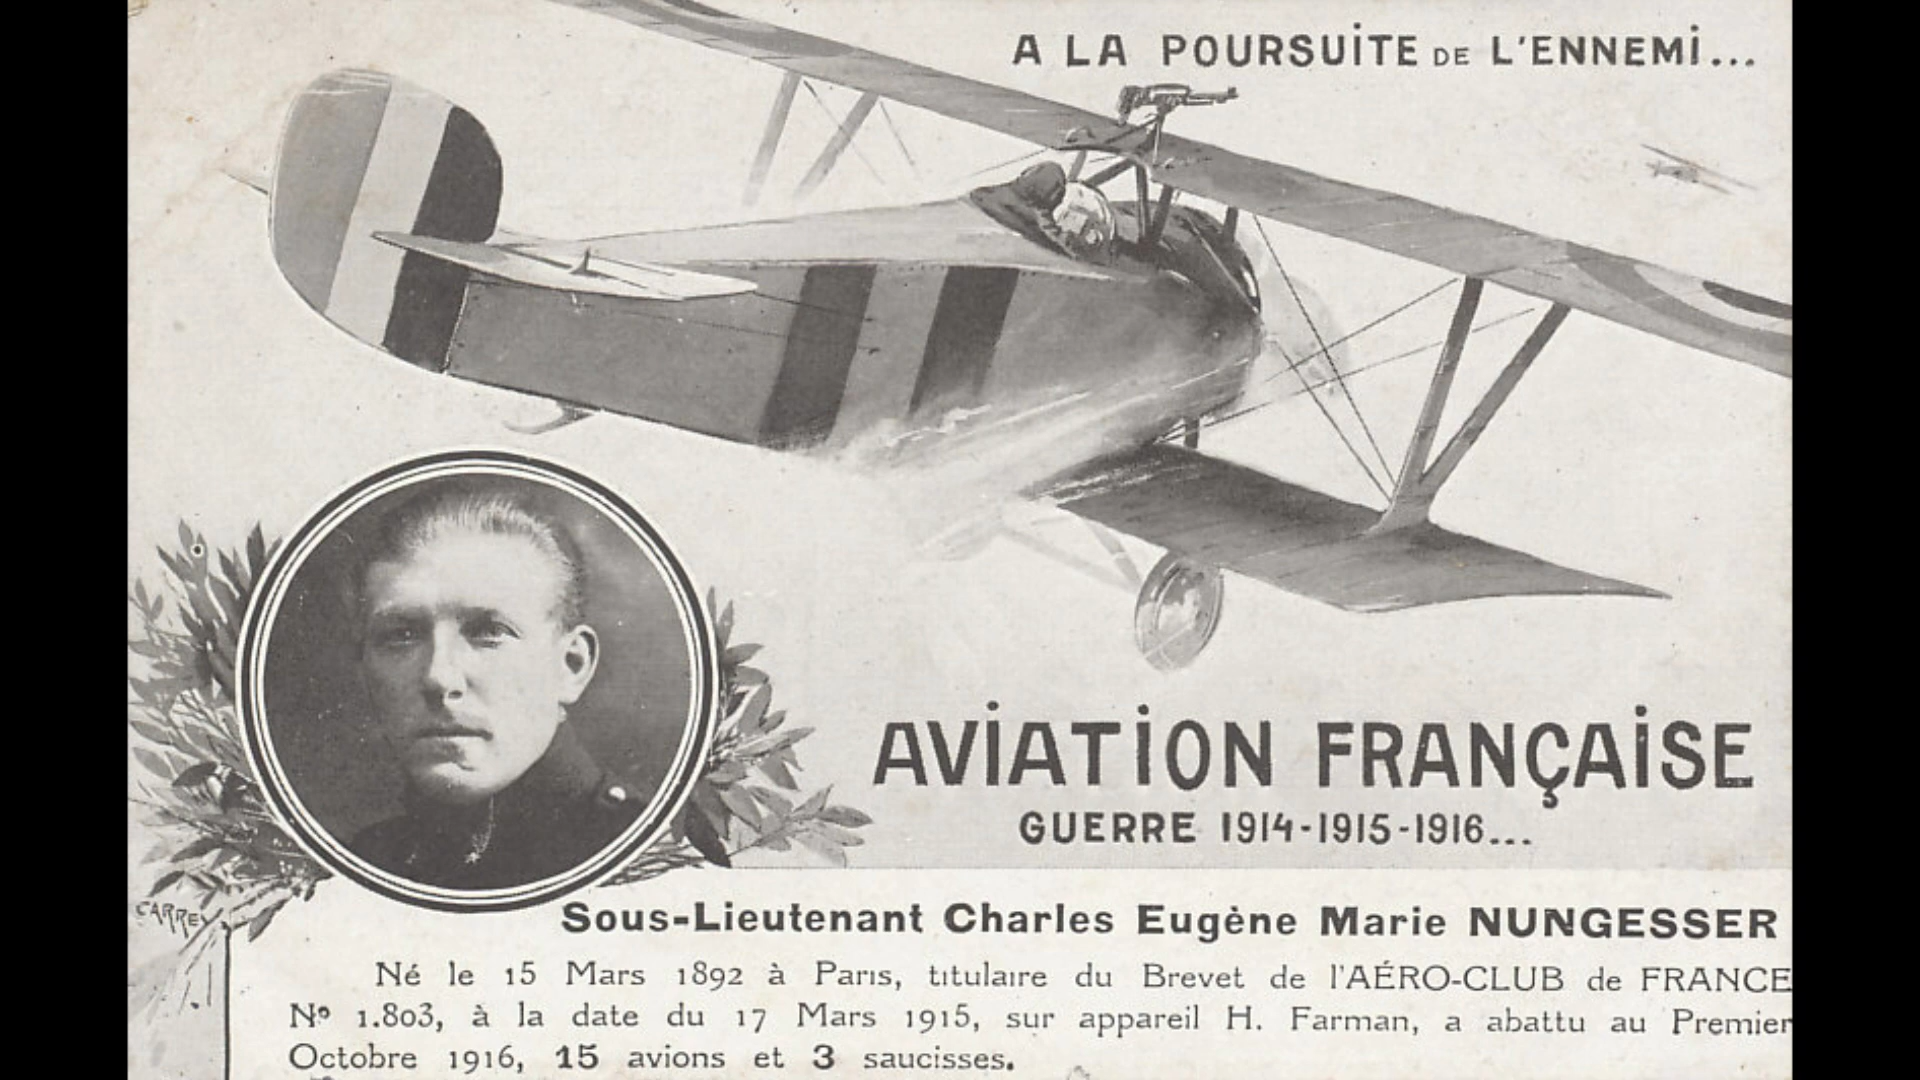 A LA POURSUITE DE L'ENNEMI...
AVIATION FRANÇAISE
GUERRE 1914-1915-1916...
CARREY
Sous-Lieutenant Charles Eugène Marie NUNGESSER
Né le 15 Mars 1892 à Paris, titulaire du Brevet de l'AÉRO-CLUB de FRANCE
Nº 1.803, à la date du 17 Mars 1915, sur appareil H. Farman, a abattu au Premier
Octobre 1916, 15 avions et 3 saucisses.